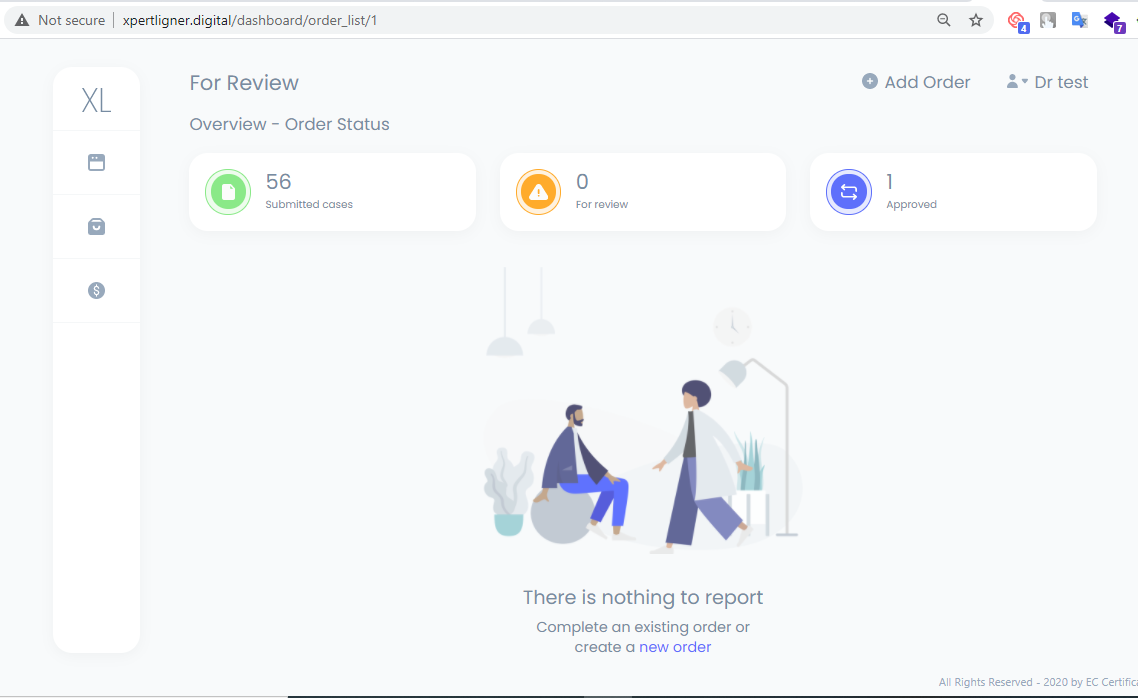 Not secure | xpertligner.digital/dashboard/order_list/1
4
7
XL
For Review
Add Order
Dr test
Overview - Order Status
56
Submitted cases
0
For review
1
Approved
There is nothing to report
Complete an existing order or
create a new order
All Rights Reserved - 2020 by EC Certifica